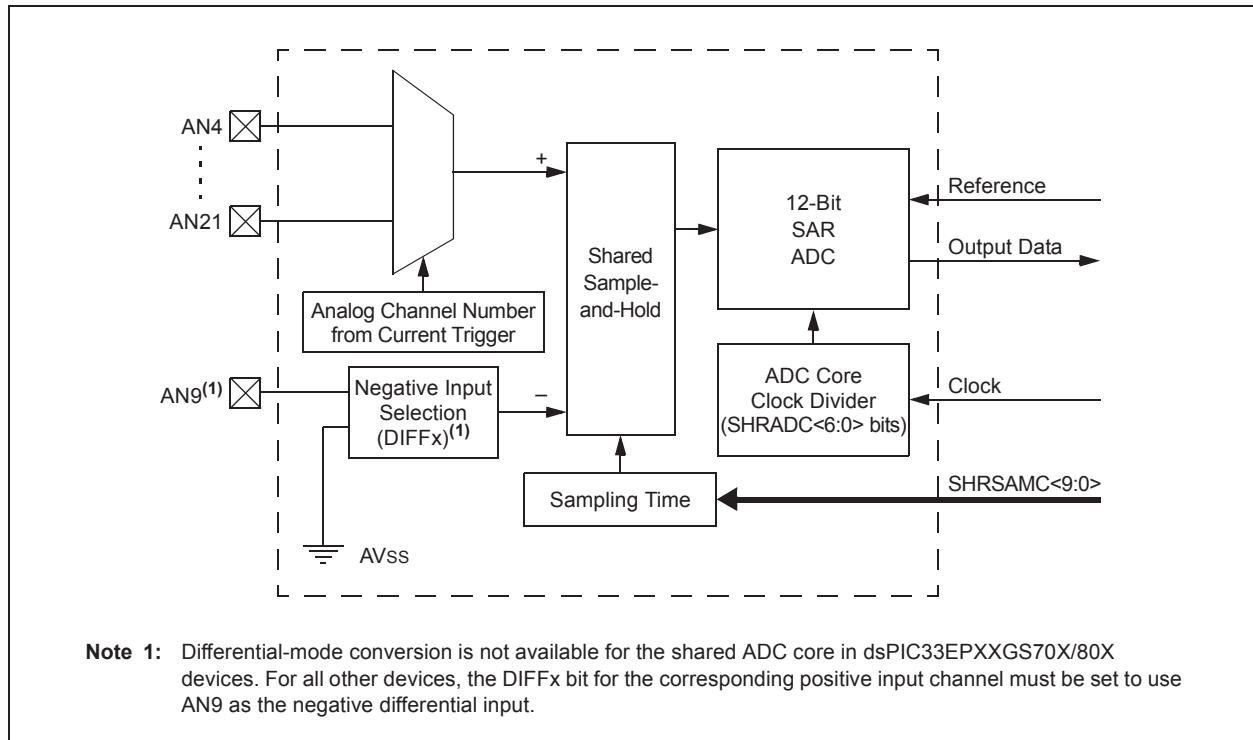 AN4
AN21
Analog Channel Number
from Current Trigger
AN9(1)
Negative Input
Selection
(DIFFx)(1)
AVSS
+
–
Shared
Sample-
and-Hold
Sampling Time
12-Bit
SAR
ADC
ADC Core
Clock Divider
(SHRADC<6:0> bits)
Reference
Output Data
Clock
SHRSAMC<9:0>
Note 1: Differential-mode conversion is not available for the shared ADC core in dsPIC33EPXXGS70X/80X
devices. For all other devices, the DIFFx bit for the corresponding positive input channel must be set to use
AN9 as the negative differential input.